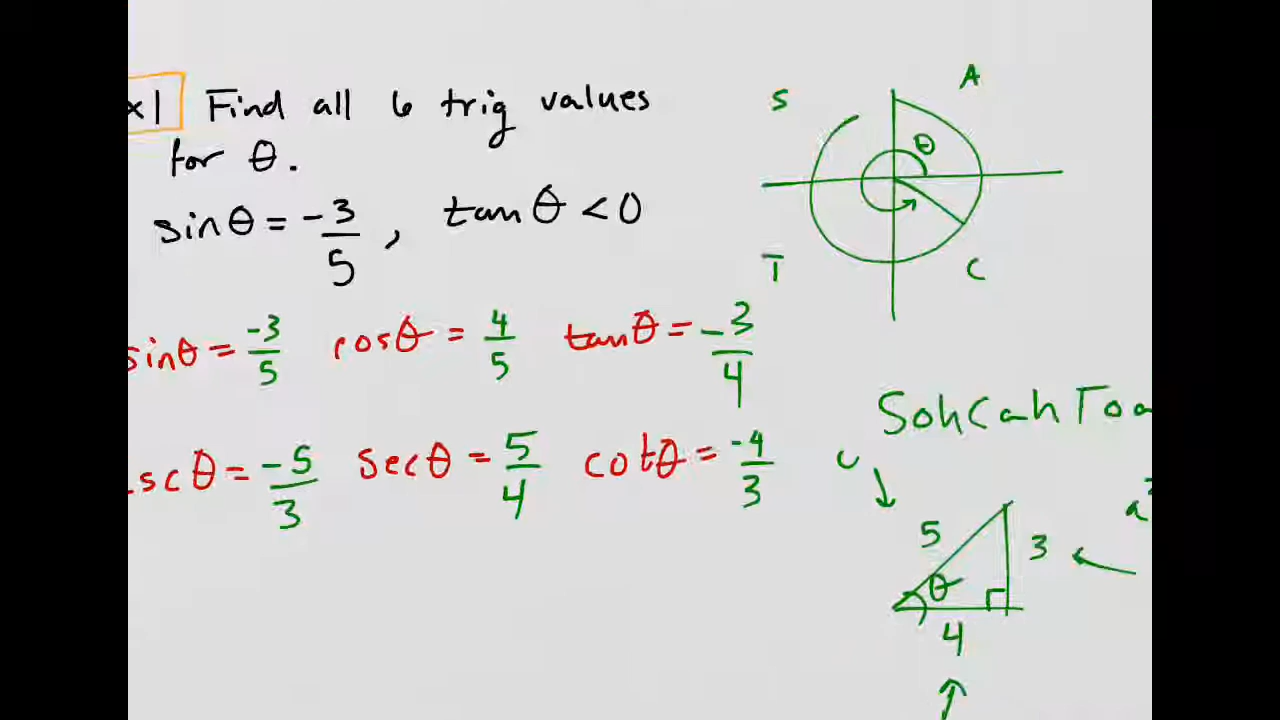 x1 Find all 6 trig values
for θ.
sinθ = -3/5 , tanθ < 0
sinθ = -3/5 cosθ = 4/5 tanθ = -3/4
scθ = -5/3 secθ = 5/4 cotθ = -4/3
S A
θ
T C
SohCahToa
5 3
θ
4
a²